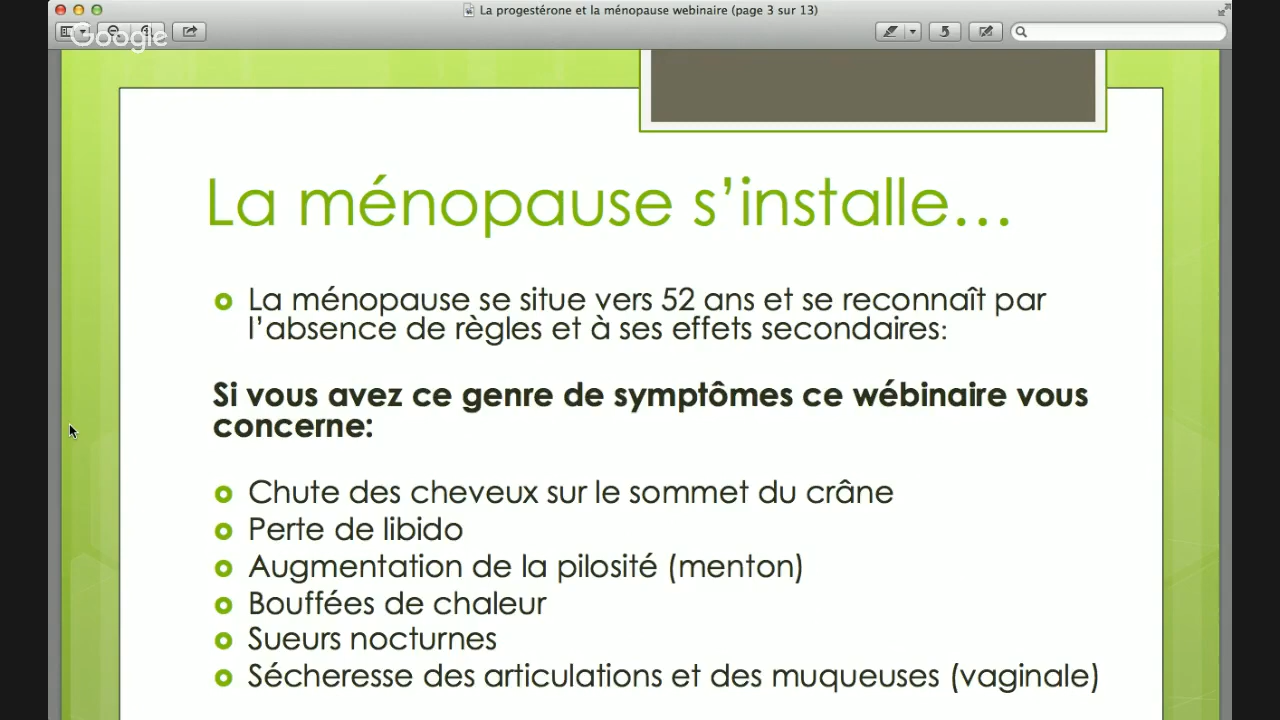 La progestérone et la ménopause webinaire (page 3 sur 13)
Google
La ménopause s’installe…
La ménopause se situe vers 52 ans et se reconnaît par
l’absence de règles et à ses effets secondaires:
Si vous avez ce genre de symptômes ce wébinaire vous
concerne:
Chute des cheveux sur le sommet du crâne
Perte de libido
Augmentation de la pilosité (menton)
Bouffées de chaleur
Sueurs nocturnes
Sécheresse des articulations et des muqueuses (vaginale)